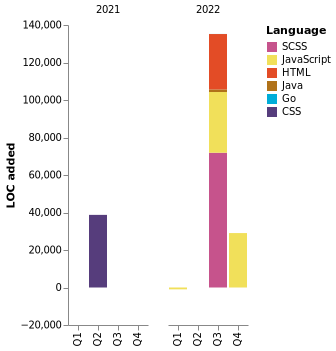 2021
2022
LOC added
140,000
120,000
100,000
80,000
60,000
40,000
20,000
0
−20,000
Q1
Q2
Q3
Q4
Q1
Q2
Q3
Q4
Language
SCSS
JavaScript
HTML
Java
Go
CSS